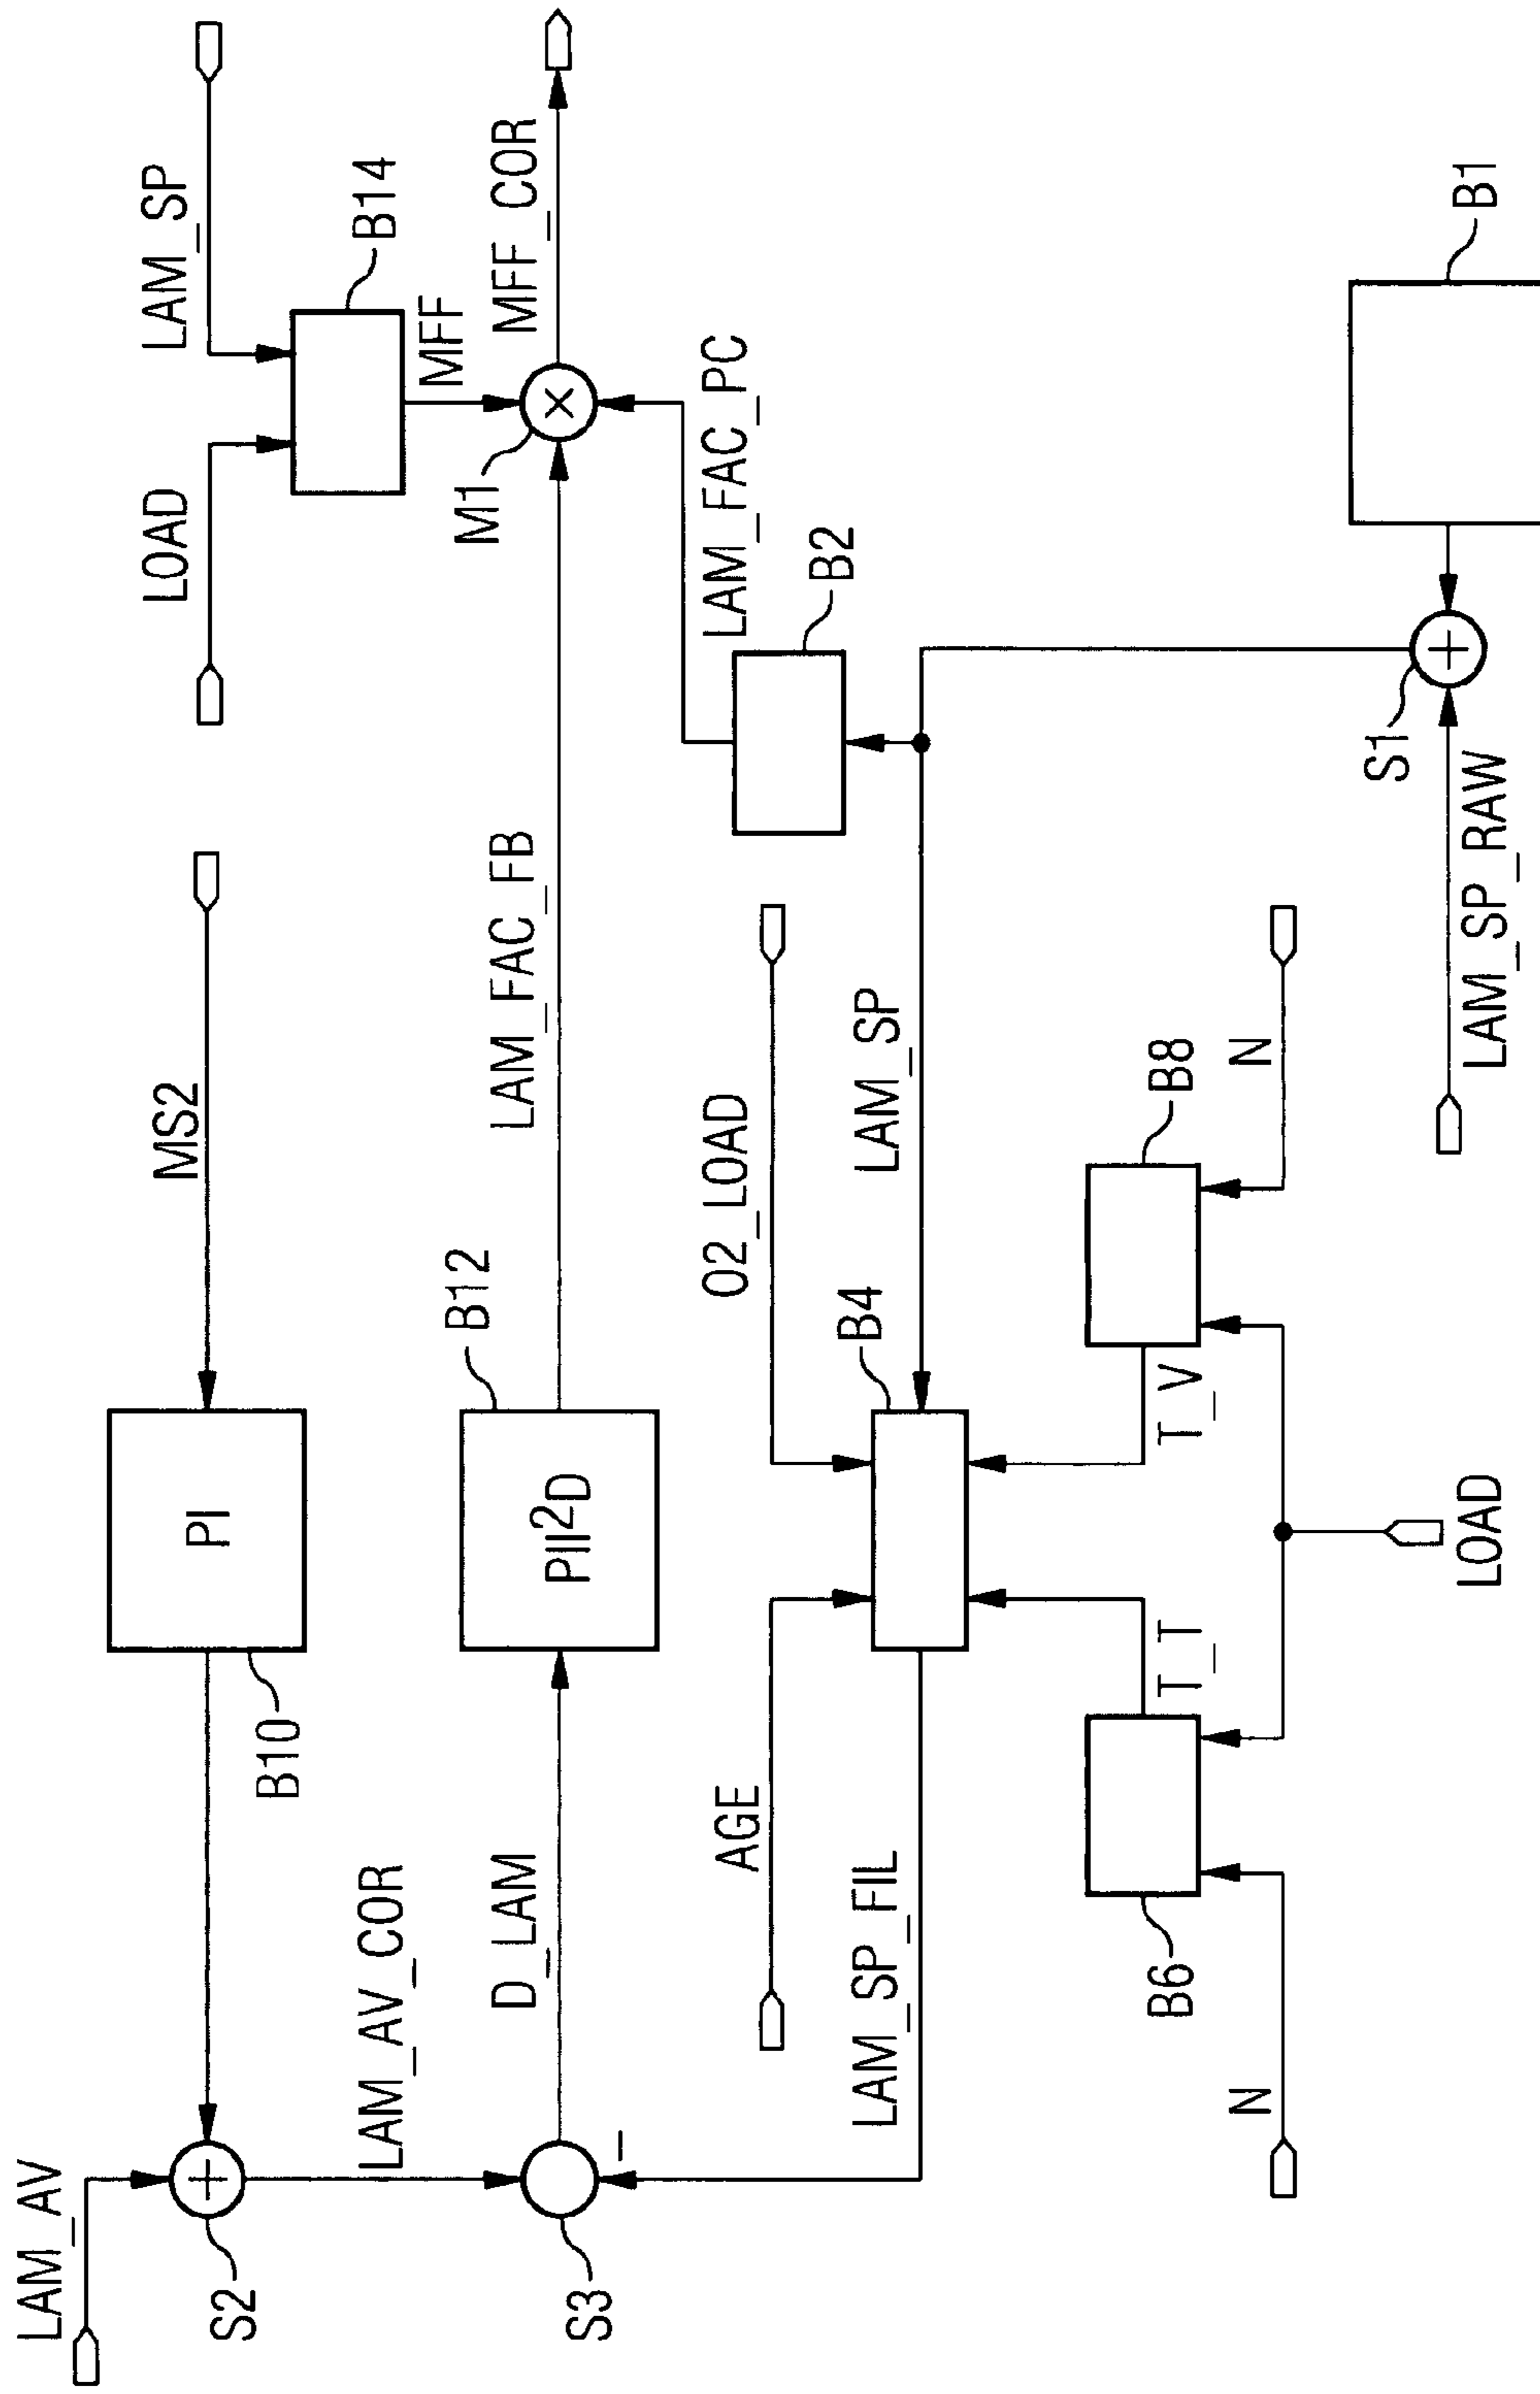 LAM_AV
MS2
LOAD
LAM_SP
PI
S2
B10
LAM_AV_COR
B14
MFF
B12
M1
D_LAM
LAM_FAC_FB
MFF_COR
PII²D
S3
AGE
O2_LOAD
LAM_FAC_PC
B4
B2
LAM_SP_FIL
LAM_SP
B6
T_T
T_V
B8
N
N
S1
LOAD
LAM_SP_RAW
B1